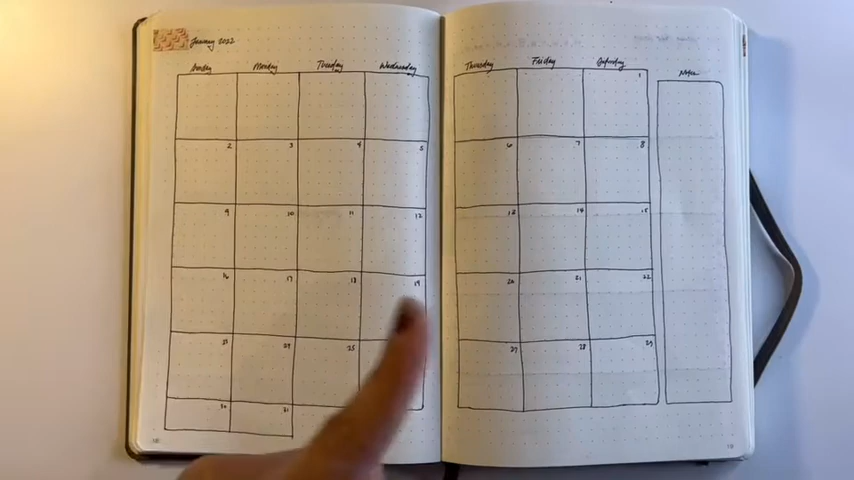 January 2022
Sunday Monday Tuesday Wednesday Thursday Friday Saturday Notes
1
2 3 4 5 6 7 8
9 10 11 12 13 14 15
16 17 18 19 20 21 22
23 24 25 27 28 29
30 31